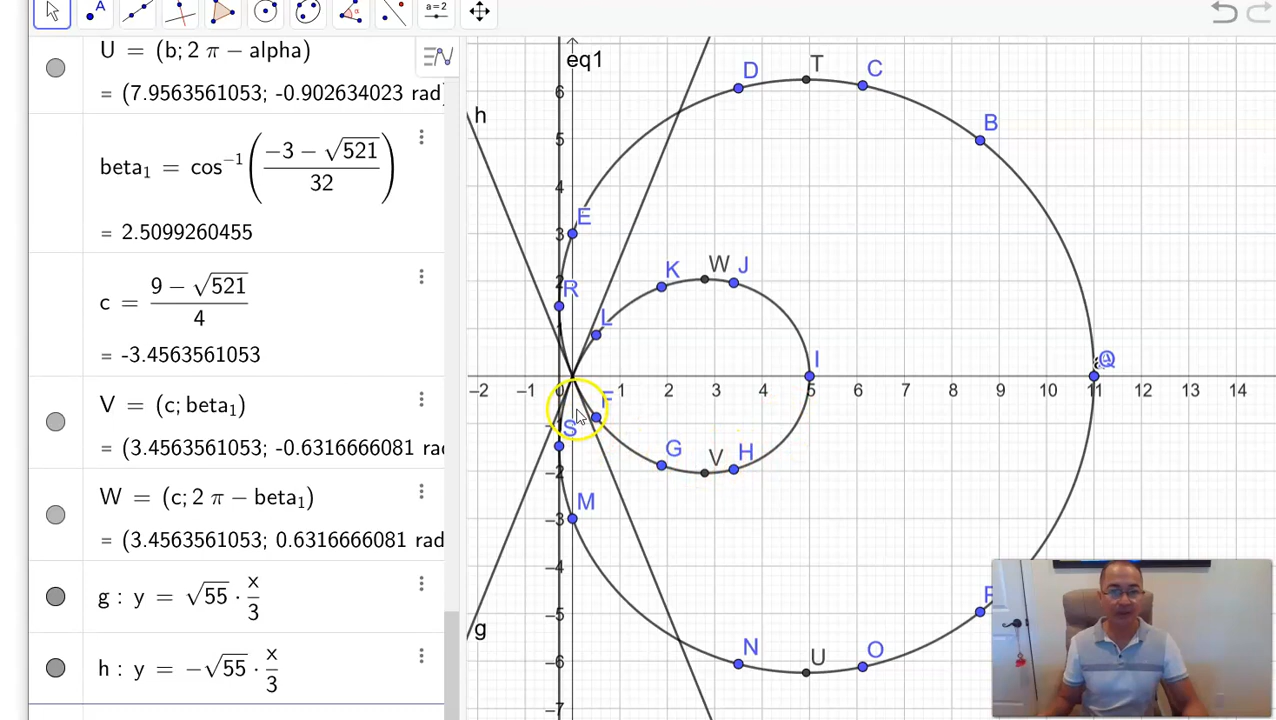 A
α
a=2
U = (b; 2 π − alpha)
= (7.9563561053; -0.902634023 rad)
beta₁ = cos⁻¹((−3 − √521)/32)
= 2.5099260455
c = (9 − √521)/4
= -3.4563561053
V = (c; beta₁)
= (3.4563561053; -0.6316666081 rad
W = (c; 2 π − beta₁)
= (3.4563561053; 0.6316666081 rad
g : y = √55 · x/3
h : y = −√55 · x/3
eq1
D T C
6
h
B
5
4
E
3
K W J
2
R
L
1
I
Q
−2 −1 0 1 2 3 4 5 6 7 8 9 10 11 12 13 14
F
S
−1
G V H
−2
M
−3
−4
−5
g
N U O
−6
−7